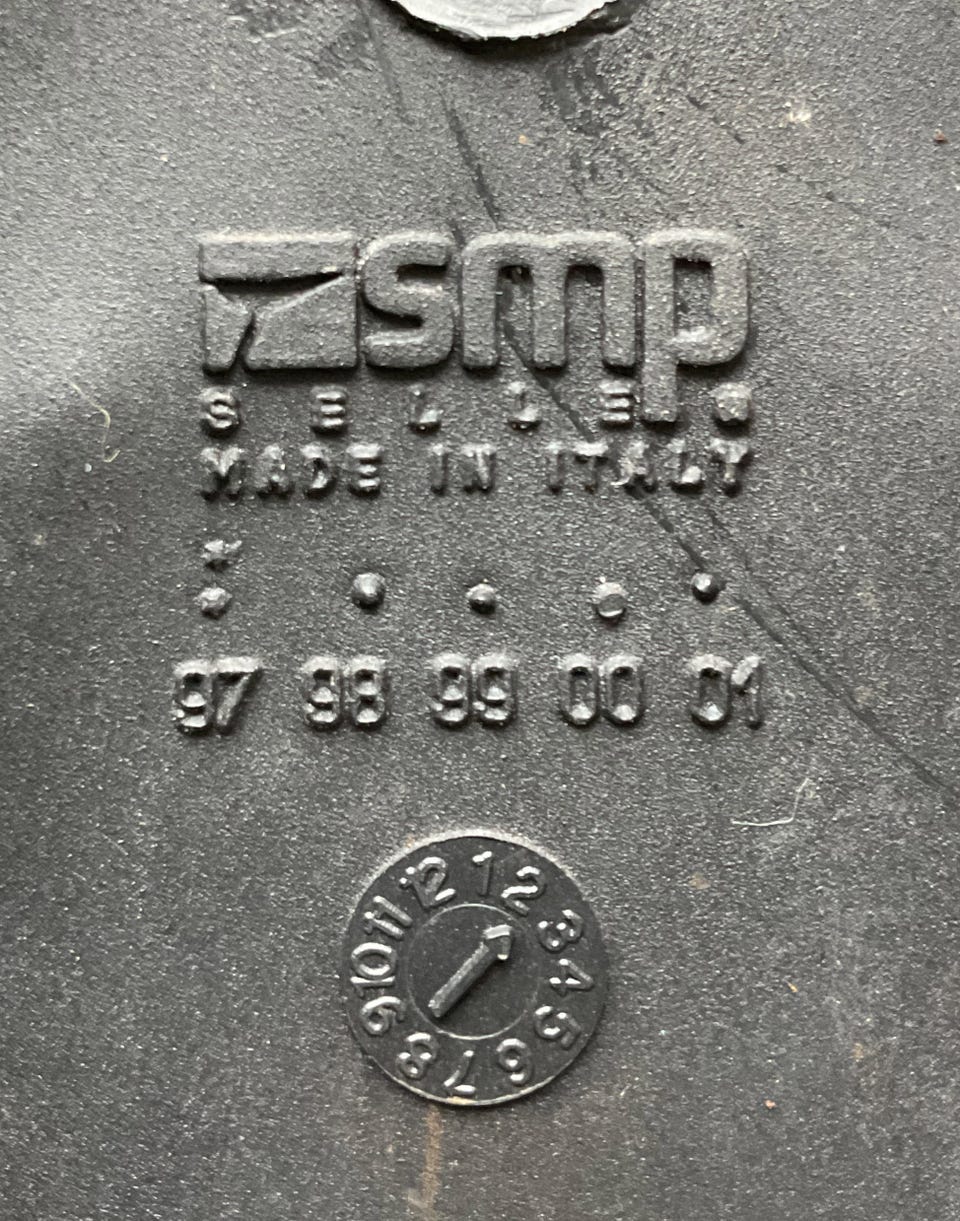 smp
SELLE
MADE IN ITALY
97 98 99 00 01
1 2 3 4 5 6 7 8 9 10 11 12